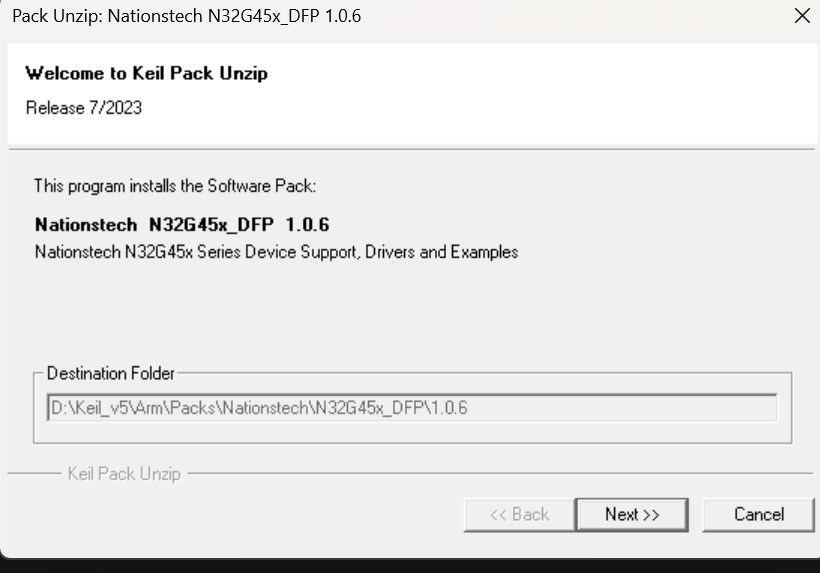 Pack Unzip: Nationstech N32G45x_DFP 1.0.6
Welcome to Keil Pack Unzip
Release 7/2023
This program installs the Software Pack:
Nationstech N32G45x_DFP 1.0.6
Nationstech N32G45x Series Device Support, Drivers and Examples
Destination Folder
D:\Keil_v5\Arm\Packs\Nationstech\N32G45x_DFP\1.0.6
Keil Pack Unzip
<< Back Next >> Cancel